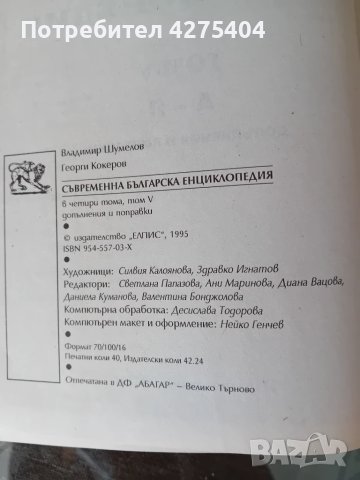 Потребител 4275404
Владимир Шумелов
Георги Кокеров
СЪВРЕМЕННА БЪЛГАРСКА ЕНЦИКЛОПЕДИЯ
в четири тома, том V
допълнения и поправки
© издателство „ЕЛПИС", 1995
ISBN 954-557-03-X
Художници: Силвия Калоянова, Здравко Игнатов
Редактори: Светлана Папазова, Ани Маринова, Диана Вацова,
Даниела Куманова, Валентина Бонджолова
Компютърна обработка: Десислава Тодорова
Компютърен макет и оформление: Нейко Генчев
Формат 70/100/16
Печатни коли 40, Издателски коли 42.24
Отпечатана в ДФ „АБАГАР" – Велико Търново
bazar